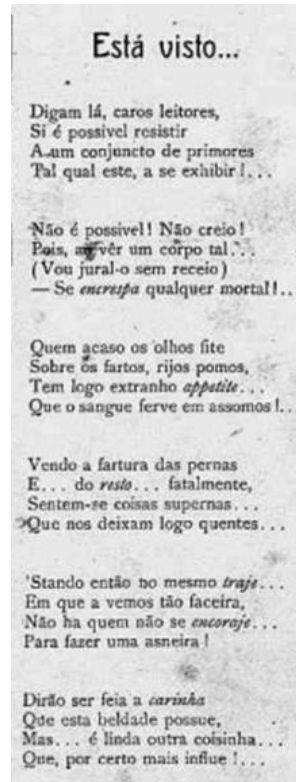 Está visto...
Digam lá, caros leitores,
Si é possivel resistir
A um conjuncto de primores
Tal qual este, a se exhibir!...
Não é possivel! Não creio!
Pois, ao vêr um corpo tal...
(Vou jural-o sem receio)
— Se encrespa qualquer mortal!...
Quem acaso os olhos fite
Sobre os fartos, rijos pomos,
Tem logo extranho appetite...
Que o sangue ferve em assomos!...
Vendo a fartura das pernas
E... do resto... fatalmente,
Sentem-se coisas supernas...
Que nos deixam logo quentes...
'Stando então no mesmo traje...
Em que a vemos tão faceira,
Não ha quem não se encoraje...
Para fazer uma asneira!
Dirão ser feia a carinha
Que esta beldade possue,
Mas... é linda outra coisinha...
Que, por certo mais influe!...